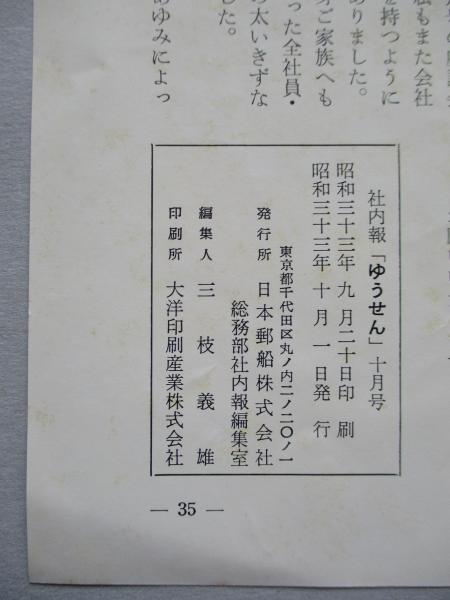 私もまた会社
を持つように
ありました。
ご家族へも
った全社員・
の太いきずな
した。
あゆみによっ
社内報「ゆうせん」十月号
昭和三十三年九月二十日印刷
昭和三十三年十月一日発行
東京都千代田区丸ノ内二ノ二〇ノ一
発行所 日本郵船株式会社
総務部社内報編集室
編集人 三枝義雄
印刷所 大洋印刷産業株式会社
— 35 —